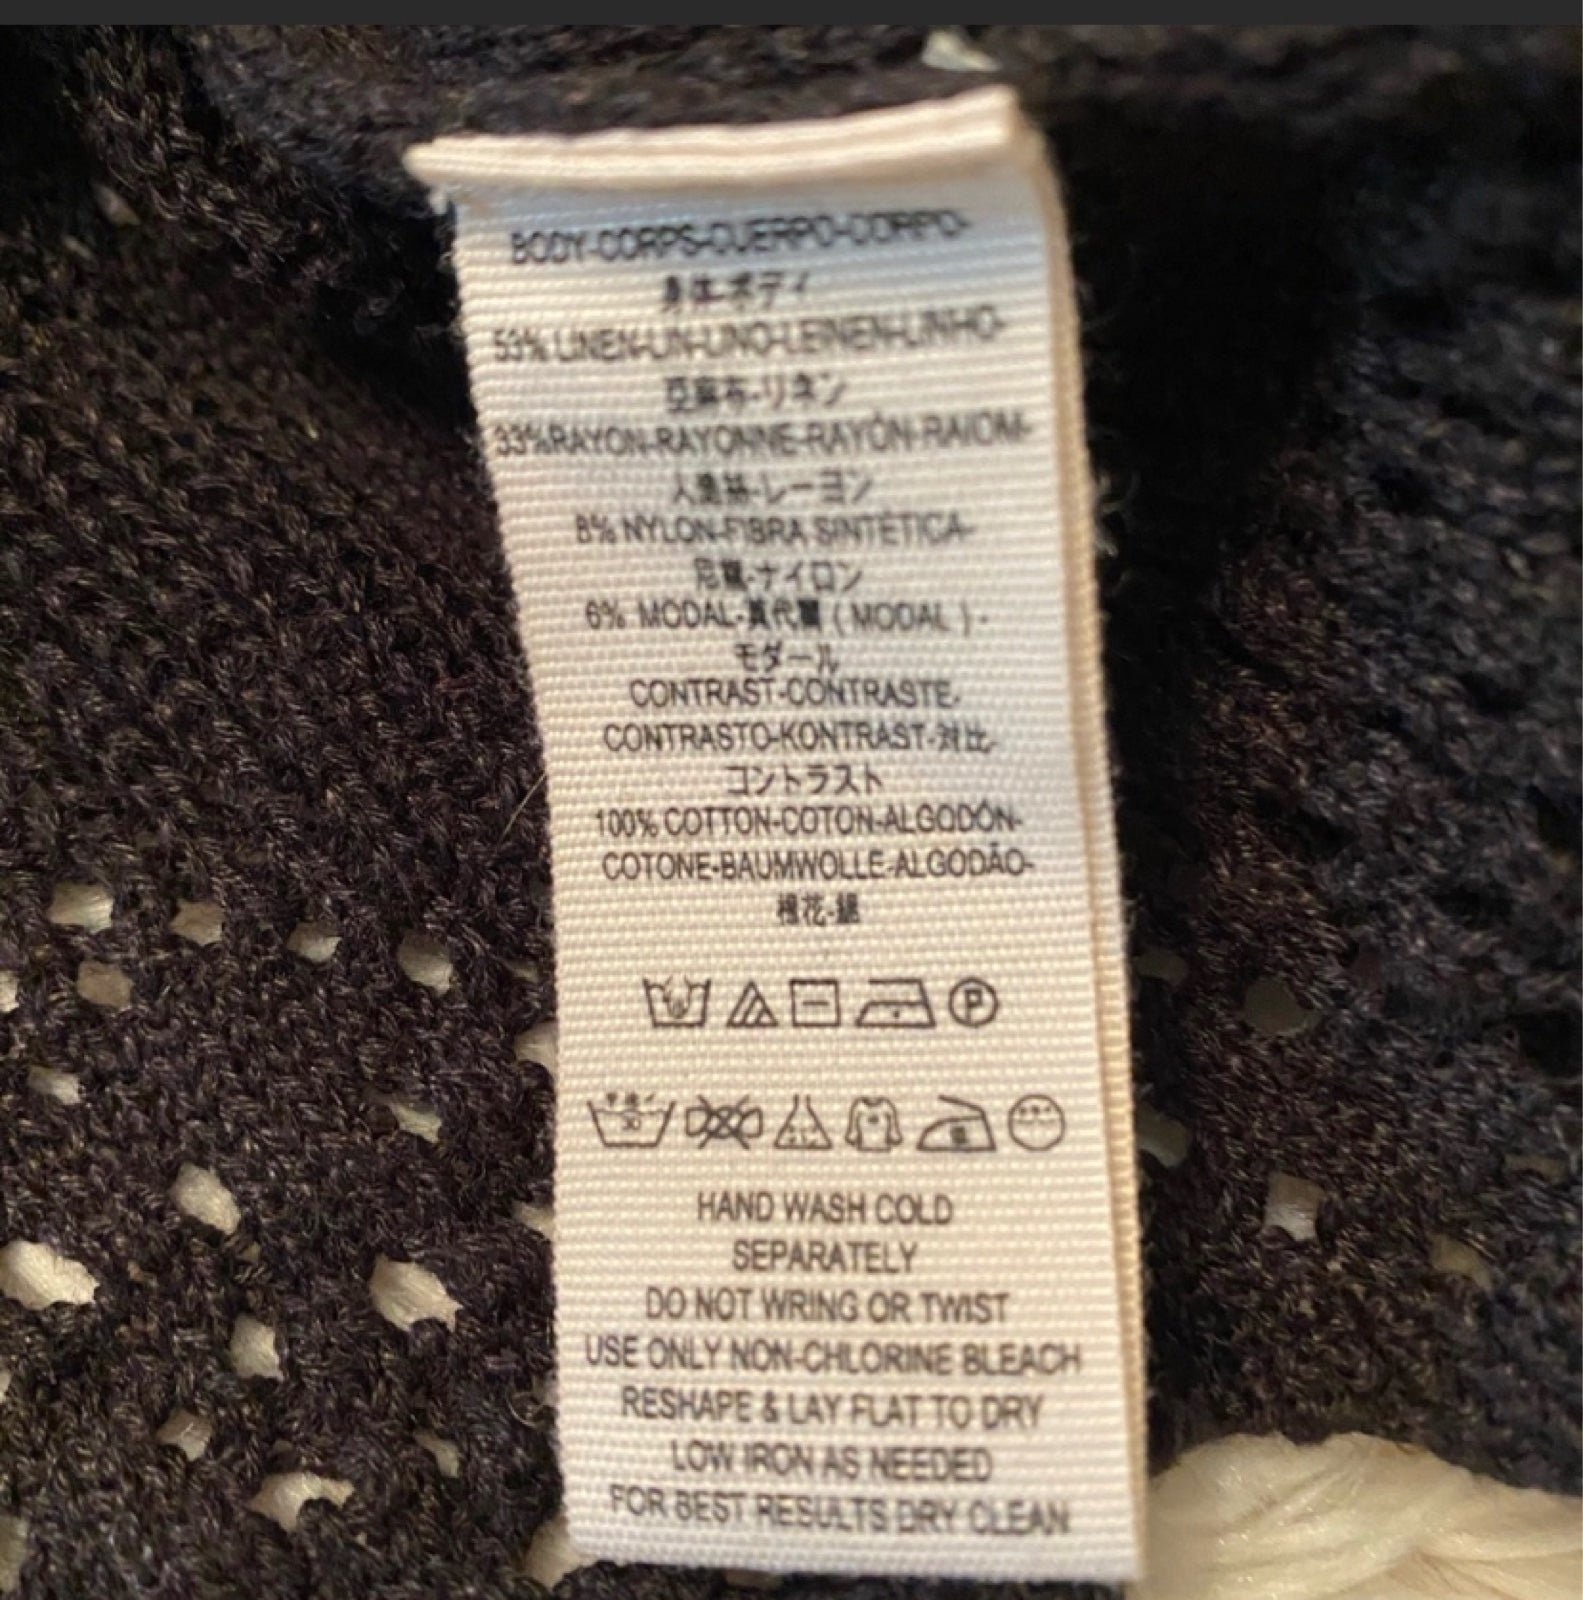 BODY-CORPS-CUERPO-CORPO-
身体-ボディ
53% LINEN-LIN-LINO-LEINEN-LINHO-
亞麻布-リネン
33%RAYON-RAYONNE-RAYÓN-RAIOM-
人造絲-レーヨン
8% NYLON-FIBRA SINTÉTICA-
尼龍-ナイロン
6% MODAL-莫代爾 ( MODAL ) -
モダール
CONTRAST-CONTRASTE-
CONTRASTO-KONTRAST-对比-
コントラスト
100% COTTON-COTON-ALGODÓN-
COTONE-BAUMWOLLE-ALGODÃO-
棉花-綿
P
30
HAND WASH COLD
SEPARATELY
DO NOT WRING OR TWIST
USE ONLY NON-CHLORINE BLEACH
RESHAPE & LAY FLAT TO DRY
LOW IRON AS NEEDED
FOR BEST RESULTS DRY CLEAN